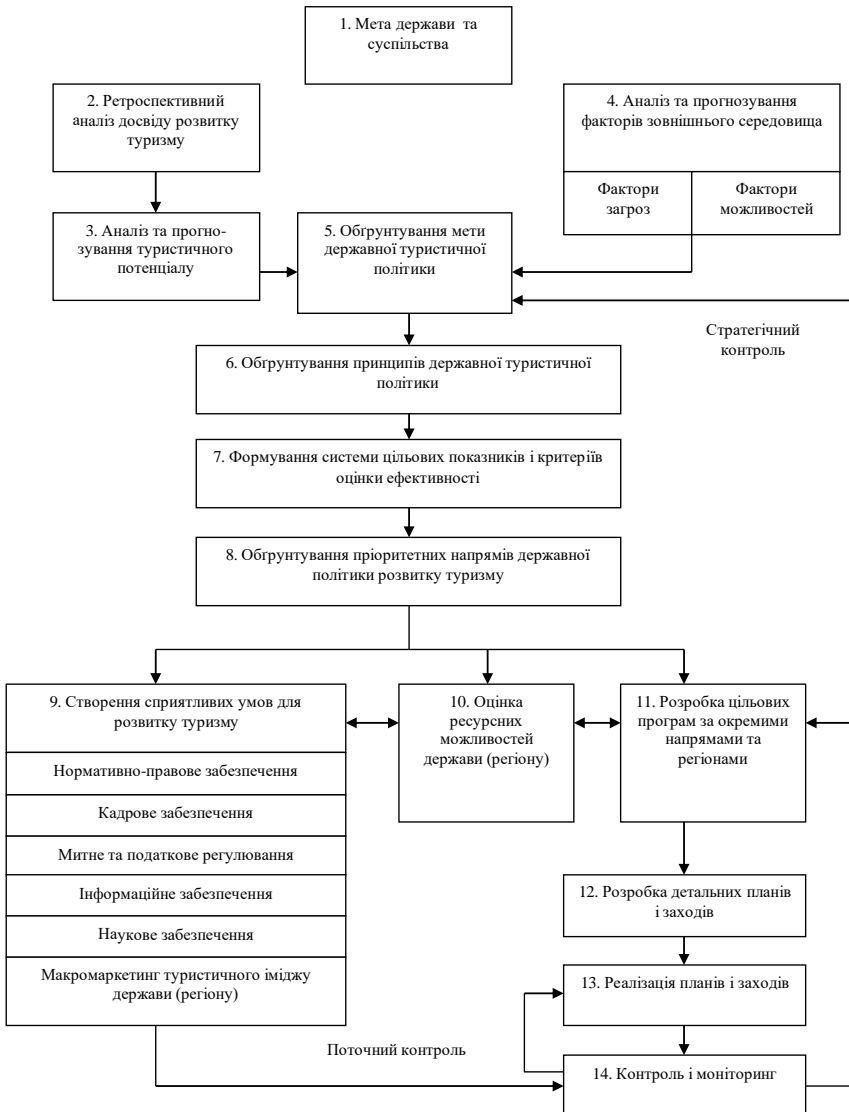 1. Мета держави та
суспільства
2. Ретроспективний
аналіз досвіду розвитку
туризму
4. Аналіз та прогнозування
факторів зовнішнього середовища
Фактори
загроз
Фактори
можливостей
3. Аналіз та прогно-
зування туристичного
потенціалу
5. Обґрунтування мети
державної туристичної
політики
Стратегічний
контроль
6. Обґрунтування принципів державної туристичної
політики
7. Формування системи цільових показників і критеріїв
оцінки ефективності
8. Обґрунтування пріоритетних напрямів державної
політики розвитку туризму
9. Створення сприятливих умов для
розвитку туризму
Нормативно-правове забезпечення
Кадрове забезпечення
Митне та податкове регулювання
Інформаційне забезпечення
Наукове забезпечення
Макромаркетинг туристичного іміджу
держави (регіону)
10. Оцінка
ресурсних
можливостей
держави (регіону)
11. Розробка цільових
програм за окремими
напрямами та
регіонами
12. Розробка детальних планів
і заходів
13. Реалізація планів і заходів
Поточний контроль
14. Контроль і моніторинг